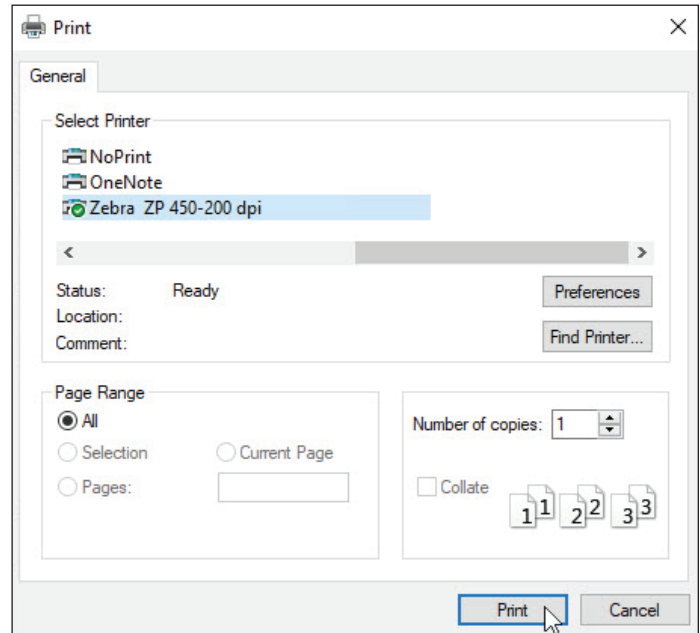 Print
General
Select Printer
NoPrint
OneNote
Zebra ZP 450-200 dpi
Status: Ready
Location:
Comment:
Preferences
Find Printer...
Page Range
All
Selection
Current Page
Pages:
Number of copies: 1
Collate
1 1 2 2 3 3
Print
Cancel